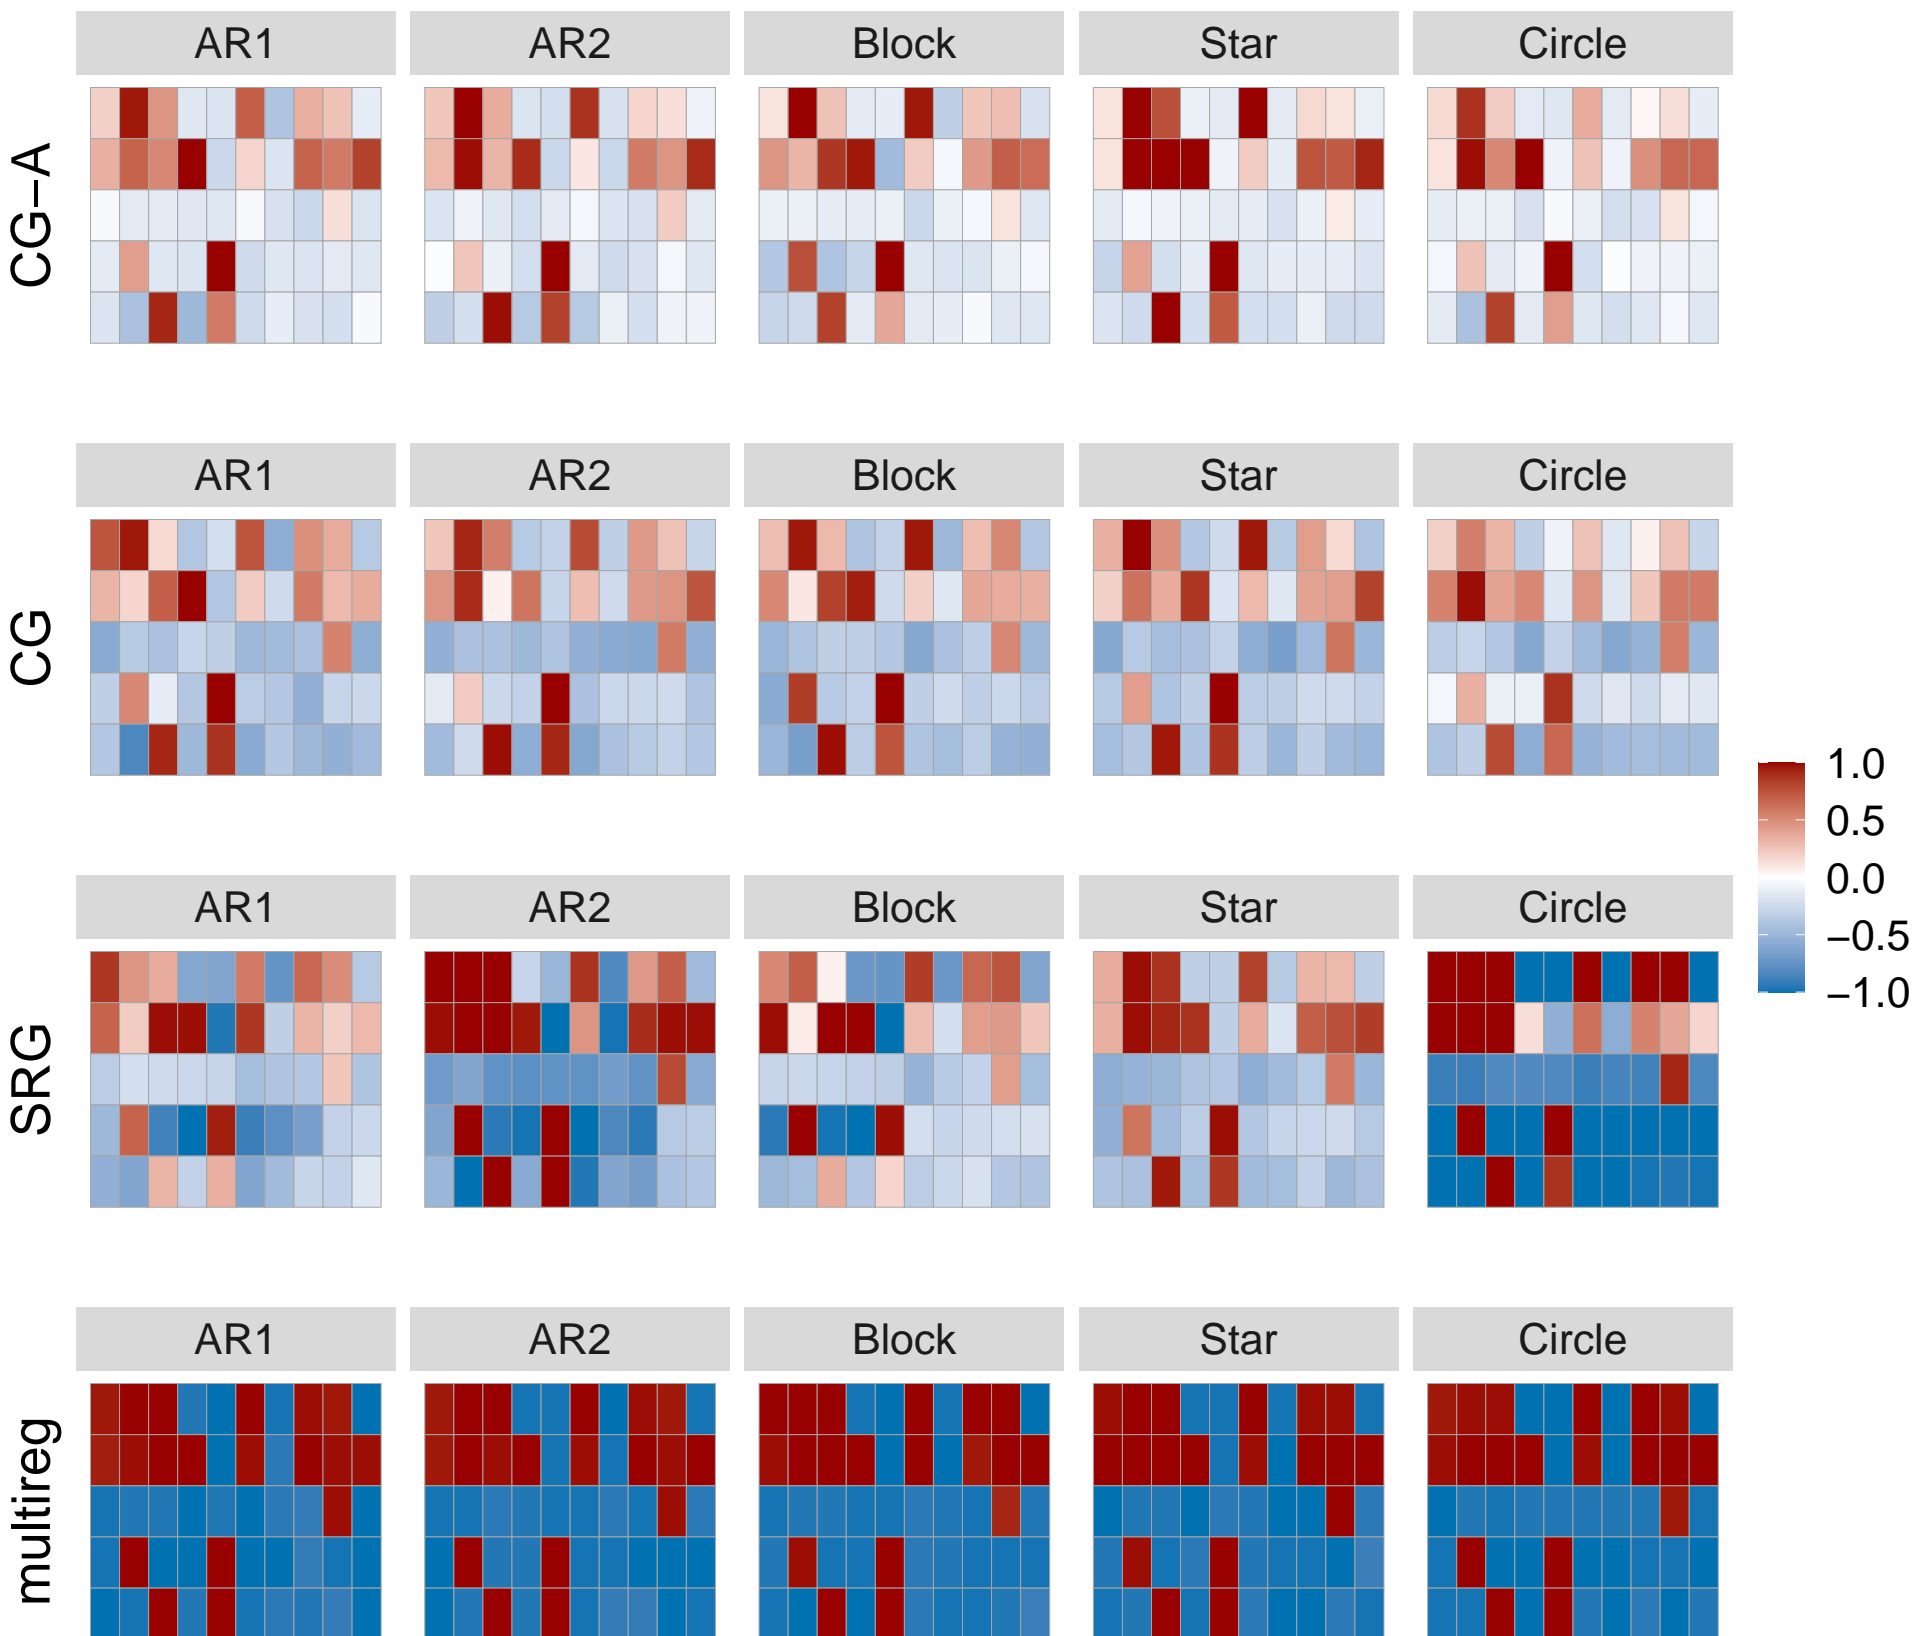 AR1 AR2 Block Star Circle
CG−A
AR1 AR2 Block Star Circle
CG
1.0
0.5
0.0
−0.5
−1.0
AR1 AR2 Block Star Circle
SRG
AR1 AR2 Block Star Circle
multireg